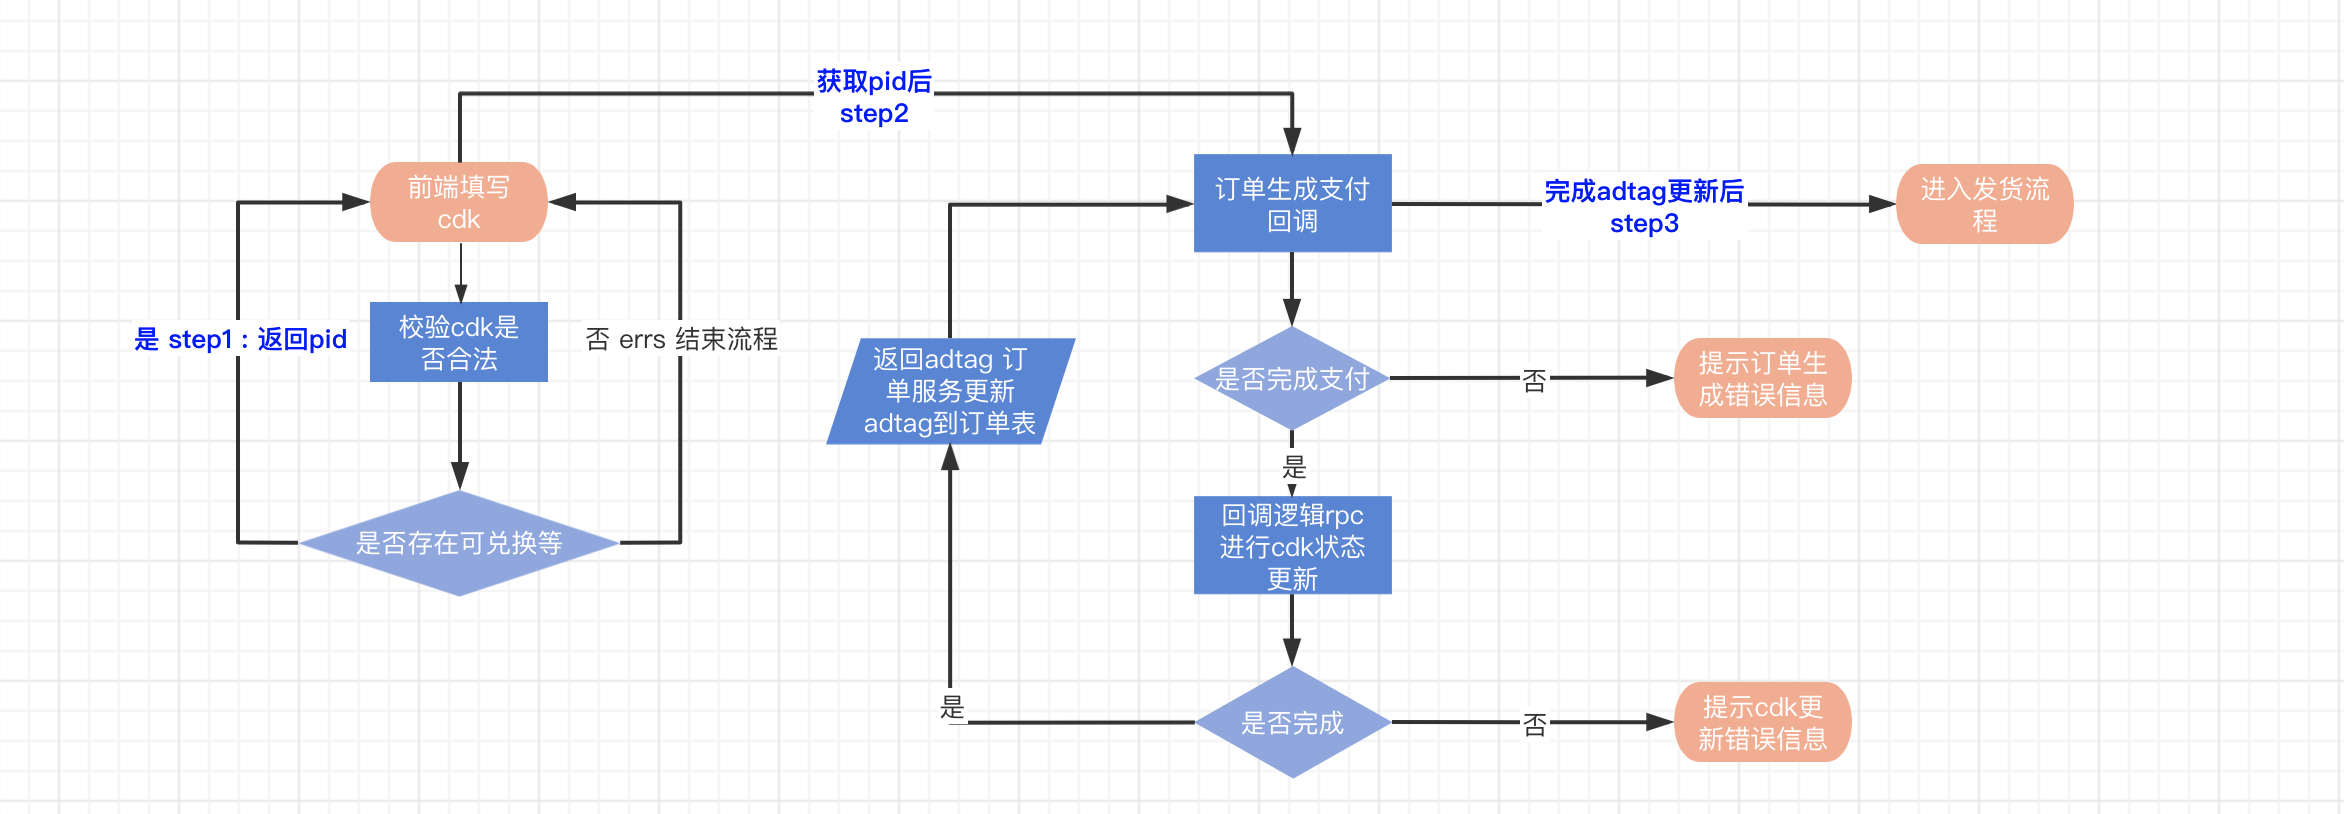 获取pid后
step2
前端填写
cdk
订单生成支付
回调
完成adtag更新后
step3
进入发货流
程
校验cdk是
否合法
是 step1：返回pid
否 errs 结束流程
返回adtag 订
单服务更新
adtag到订单表
是否完成支付
否
提示订单生
成错误信息
是
回调逻辑rpc
进行cdk状态
更新
是否存在可兑换等
是
是否完成
否
提示cdk更
新错误信息